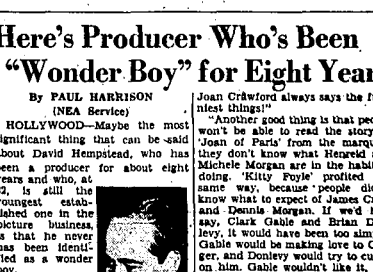 Here's Producer Who's Been
"Wonder Boy" for Eight Year
By PAUL HARRISON
(NEA Service)
HOLLYWOOD—Maybe the most
significant thing that can be said
about David Hempstead, who has
been a producer for about eight
years and who, at
32, is still the
youngest estab-
lished one in the
picture business,
is that he never
has been identi-
fied as a wonder
boy.
Joan Crawford always says the f
niest things!"
"Another good thing is that peo
won't be able to read the story
'Joan of Paris' from the marqu
they don't know what Henreid a
Michele Morgan are in the habit
doing. 'Kitty Foyle' profited
same way, because people did
know what to expect of James Cr
and Dennis Morgan. If we'd h
say, Clark Gable and Brian D
levy, it would have been too sim
Gable would be making love to G
ger, and Donlevy would try to cu
on him. Gable wouldn't like it.